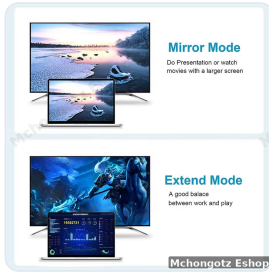 Mirror Mode
Do Presentation or watch
movies with a larger screen
Extend Mode
A good balace
between work and play
Mchongotz Eshop